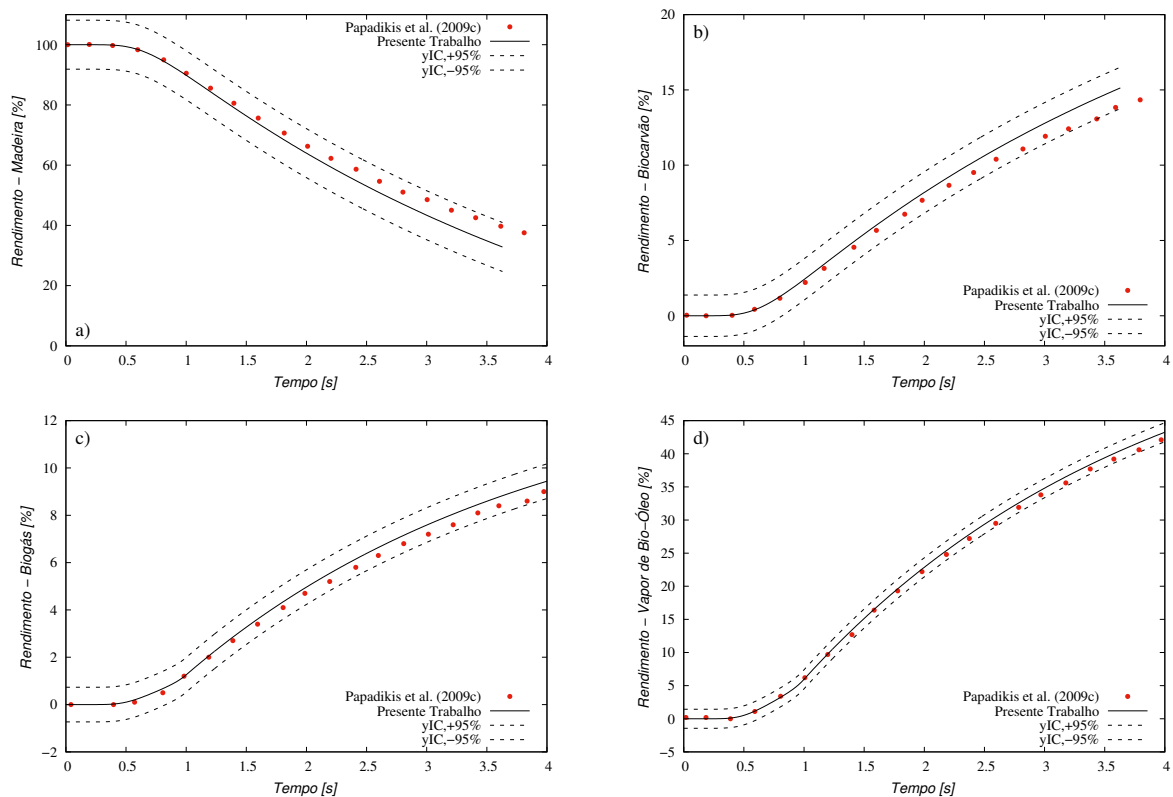 a)
Rendimento − Madeira [%]
100
80
60
40
20
0
0 0.5 1 1.5 2 2.5 3 3.5 4
Tempo [s]
Papadikis et al. (2009c)
Presente Trabalho
yIC,+95%
yIC,−95%
b)
Rendimento − Biocarvão [%]
20
15
10
5
0
0 0.5 1 1.5 2 2.5 3 3.5 4
Tempo [s]
Papadikis et al. (2009c)
Presente Trabalho
yIC,+95%
yIC,−95%
c)
Rendimento − Biogás [%]
12
10
8
6
4
2
0
−2
0 0.5 1 1.5 2 2.5 3 3.5 4
Tempo [s]
Papadikis et al. (2009c)
Presente Trabalho
yIC,+95%
yIC,−95%
d)
Rendimento − Vapor de Bio−Óleo [%]
45
40
35
30
25
20
15
10
5
0
−5
0 0.5 1 1.5 2 2.5 3 3.5 4
Tempo [s]
Papadikis et al. (2009c)
Presente Trabalho
yIC,+95%
yIC,−95%